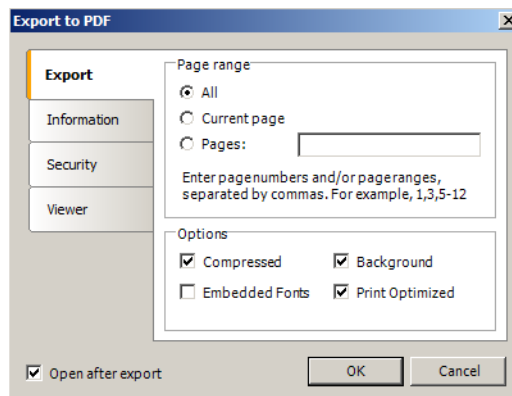 Export to PDF
Export
Information
Security
Viewer
Page range
All
Current page
Pages:
Enter page numbers and/or page ranges,
separated by commas. For example, 1,3,5-12
Options
Compressed
Background
Embedded Fonts
Print Optimized
Open after export
OK
Cancel